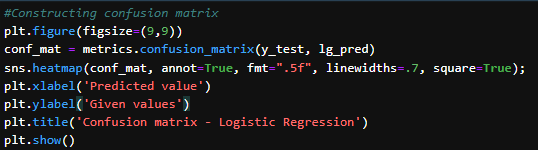 #Constructing confusion matrix
plt.figure(figsize=(9,9))
conf_mat = metrics.confusion_matrix(y_test, lg_pred)
sns.heatmap(conf_mat, annot=True, fmt=".5f", linewidths=.7, square=True);
plt.xlabel('Predicted value')
plt.ylabel('Given values')
plt.title('Confusion matrix - Logistic Regression')
plt.show()